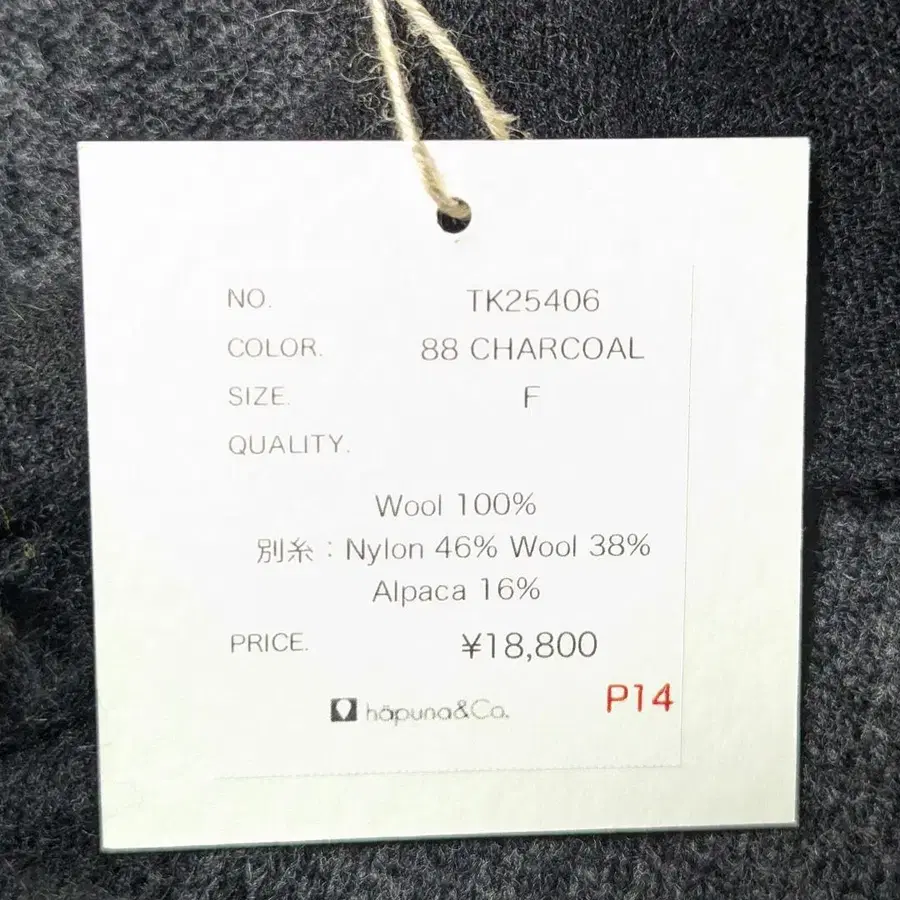 NO. TK25406
COLOR. 88 CHARCOAL
SIZE. F
QUALITY.
Wool 100%
別糸：Nylon 46% Wool 38%
Alpaca 16%
PRICE. ¥18,800
håpuna&Co.
P14